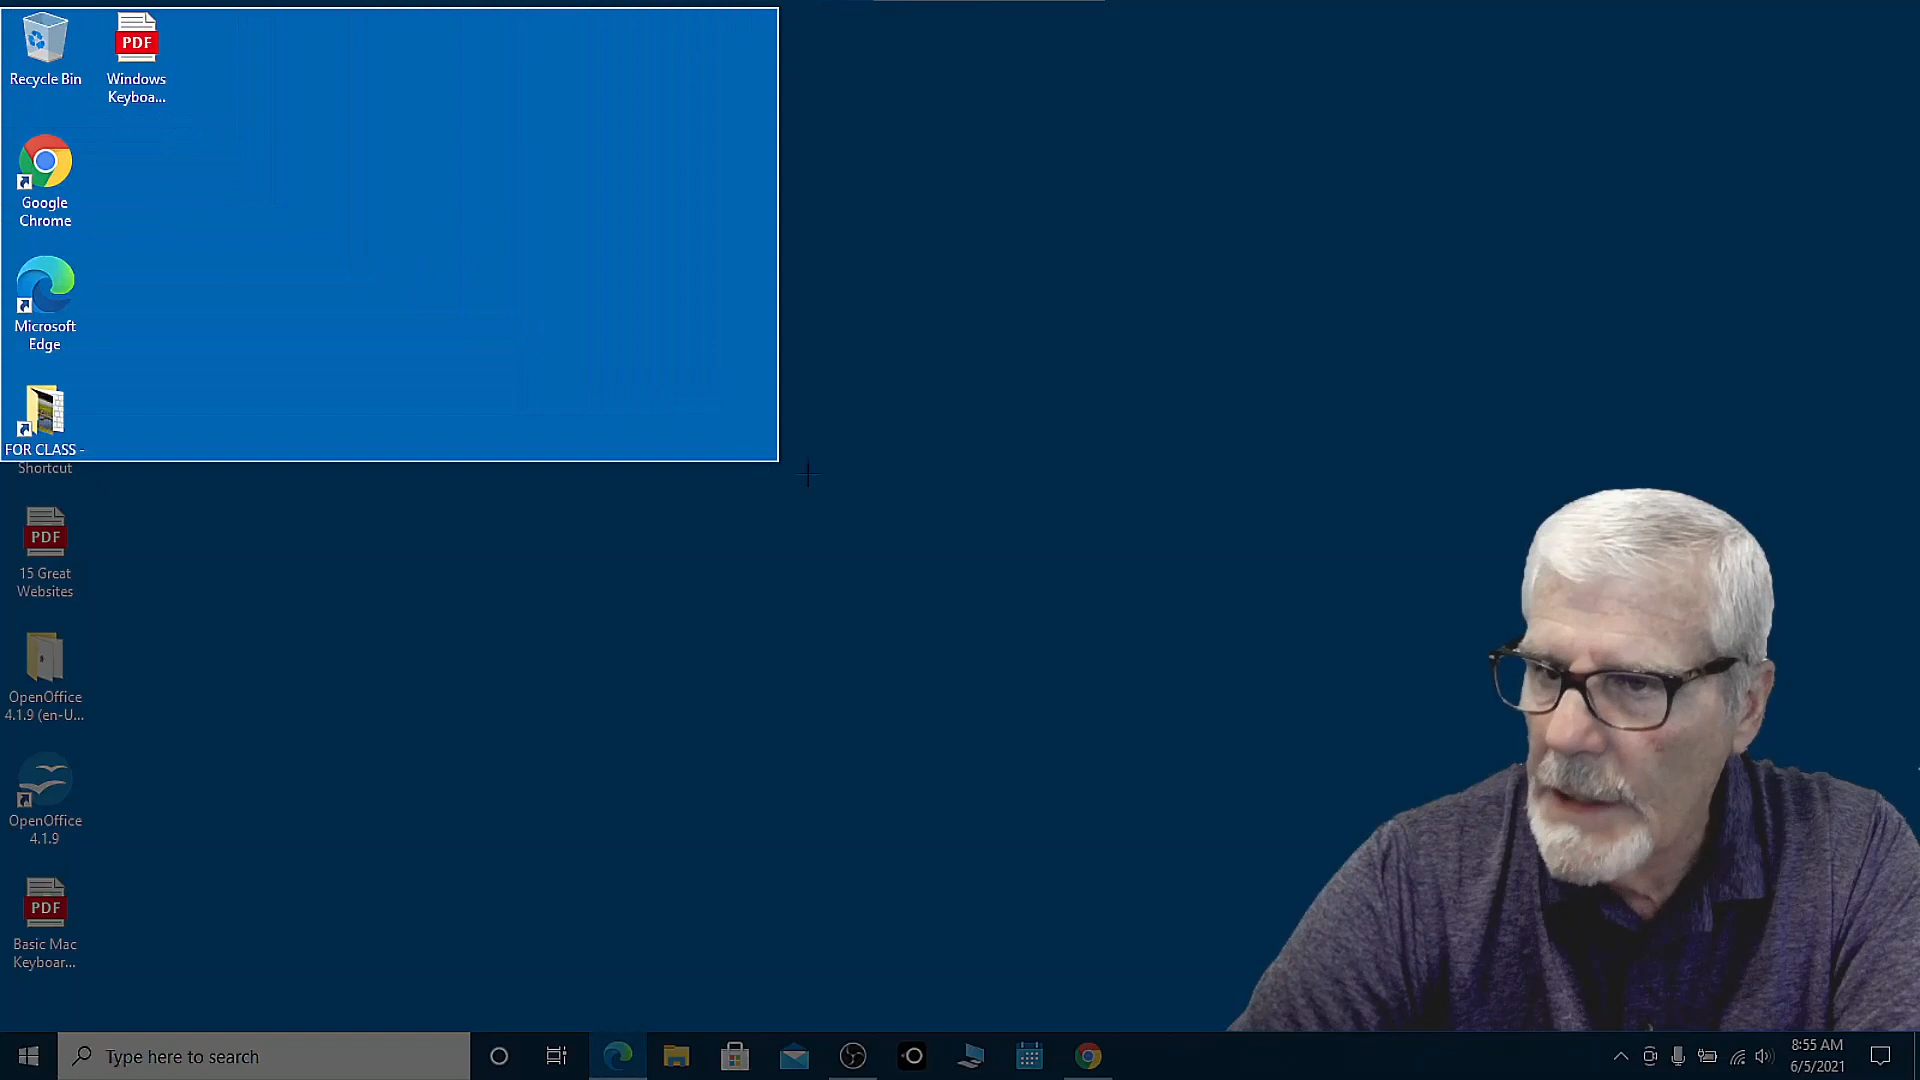 Recycle Bin
PDF
Windows
Keyboa...
Google
Chrome
Microsoft
Edge
FOR CLASS -
Shortcut
PDF
15 Great
Websites
OpenOffice
4.1.9 (en-U...
OpenOffice
4.1.9
PDF
Basic Mac
Keyboar...
Type here to search
8:55 AM
6/5/2021